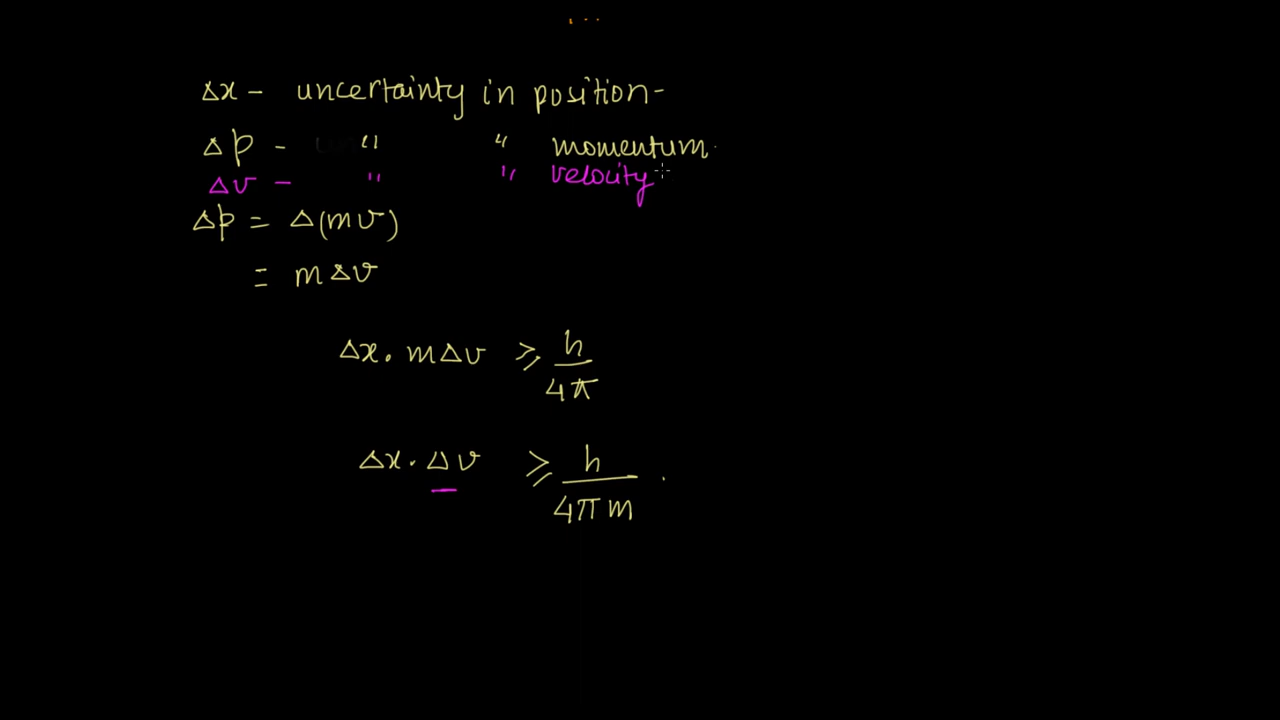 Δx - uncertainty in position-
Δp - " " momentum.
Δv - " " velocity
Δp = Δ(mv)
= mΔv
Δx. mΔv ≥ h/4π
Δx. Δv ≥ h/4πm .